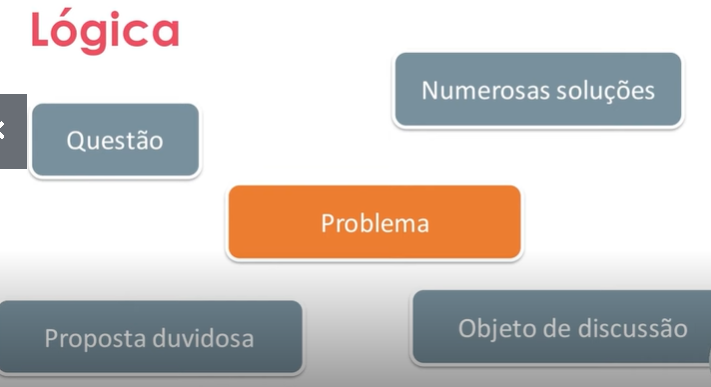 Lógica
Numerosas soluções
Questão
Problema
Proposta duvidosa
Objeto de discussão